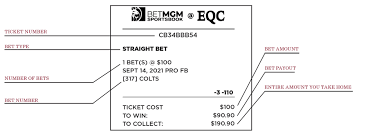 BETMGM
SPORTSBOOK @ EQC
TICKET NUMBER
CB34BBB54
BET TYPE
STRAIGHT BET
BET AMOUNT
1 BET(S) @ $100
SEPT 14, 2021 PRO FB
BET PAYOUT
NUMBER OF BETS
[317] COLTS
ENTIRE AMOUNT YOU TAKE HOME
-3 -110
BET NUMBER
TICKET COST $100
TO WIN: $90.90
TO COLLECT: $190.90